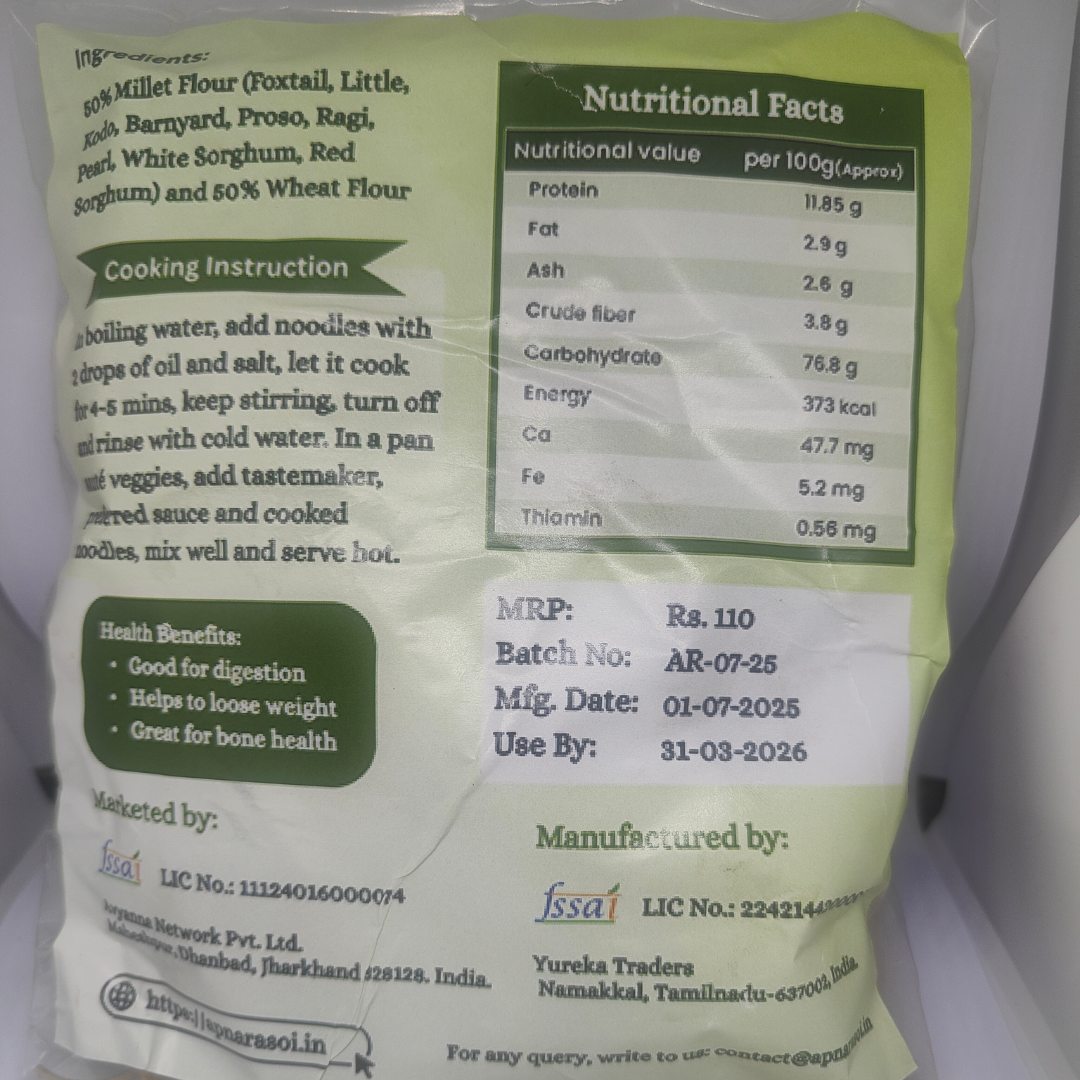 Ingredients:
50% Millet Flour (Foxtail, Little,
Kodo, Barnyard, Proso, Ragi,
Pearl, White Sorghum, Red
Sorghum) and 50% Wheat Flour
Cooking Instruction
boiling water, add noodles with
2 drops of oil and salt, let it cook
for 4-5 mins, keep stirring, turn off
and rinse with cold water. In a pan
veggies, add tastemaker,
sauce and cooked
noodles, mix well and serve hot.
Health Benefits:
• Good for digestion
• Helps to loose weight
• Great for bone health
Marketed by:
fssai LIC No.: 11124016000074
Network Pvt. Ltd.
Dhanbad, Jharkhand 828128. India.
https://apnarasoi.in
Nutritional Facts
Nutritional value per 100g(Approx)
Protein 11.85 g
Fat 2.9 g
Ash 2.6 g
Crude fiber 3.8 g
Carbohydrate 76.8 g
Energy 373 kcal
Ca 47.7 mg
Fe 5.2 mg
Thiamin 0.56 mg
MRP: Rs. 110
Batch No: AR-07-25
Mfg. Date: 01-07-2025
Use By: 31-03-2026
Manufactured by:
fssai LIC No.:
Yureka Traders
Namakkal, Tamilnadu-637002, India.
For any query, write to us: contact@apnarasoi.in